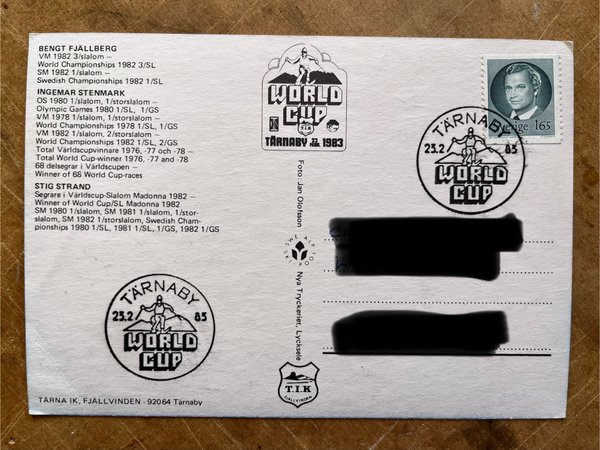 BENGT FJÄLLBERG
VM 1982 3/slalom –
World Championships 1982 3/SL
SM 1982 1/slalom –
Swedish Championships 1982 1/SL
INGEMAR STENMARK
OS 1980 1/slalom, 1/storslalom –
Olympic Games 1980 1/SL, 1/GS
VM 1978 1/slalom, 1/storslalom –
World Championships 1978 1/SL, 1/GS
VM 1982 1/slalom, 2/storslalom –
World Championships 1982 1/SL, 2/GS
Total Världscupvinnare 1976, -77 och -78 –
Total World Cup-winner 1976, -77 and -78
68 delsegrar i Världscupen –
Winner of 66 World Cup-races
STIG STRAND
Segrare i Världscup-Slalom Madonna 1982 –
Winner of World Cup/SL Madonna 1982
SM 1980 1/slalom, SM 1981 1/slalom, 1/stor-
slalom, SM 1982 1/storslalom, Swedish Cham-
pionships 1980 1/SL, 1981 1/SL, 1/GS, 1982 1/GS
TÄRNABY
23.2 83
WORLD
CUP
TÄRNA IK, FJÄLLVINDEN - 920 64 Tärnaby
WORLD
CUP
T.I.K
TÄRNABY 23 FEB 1983
Foto Jan Olofsson
Nya Tryckeriet, Lycksele
T.I.K
FJÄLLVINDEN
Sverige 165
TÄRNABY
23.2 83
WORLD
CUP